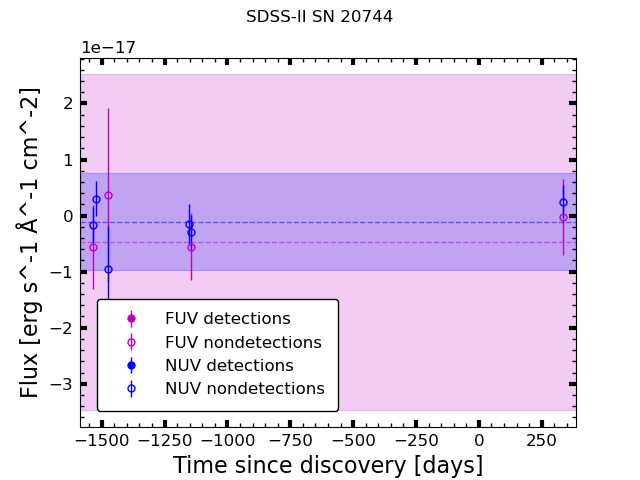 SDSS-II SN 20744
1e−17
Flux [erg s^-1 Å^-1 cm^-2]
2
1
0
−1
−2
−3
FUV detections
FUV nondetections
NUV detections
NUV nondetections
−1500 −1250 −1000 −750 −500 −250 0 250
Time since discovery [days]